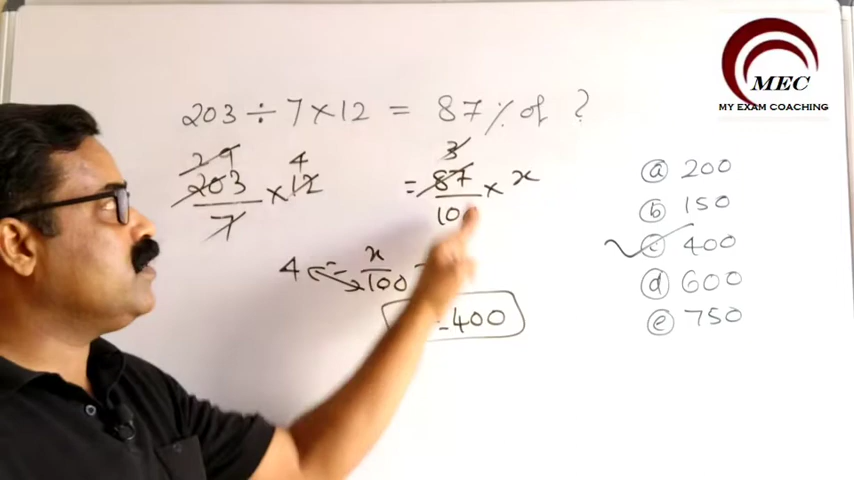 MEC
MY EXAM COACHING
203 ÷ 7 × 12 = 87% of ?
29 4 3
203 × 12 = 87 × x
7 100
4 = x
100
= 400
a 200
b 150
c 400
d 600
e 750